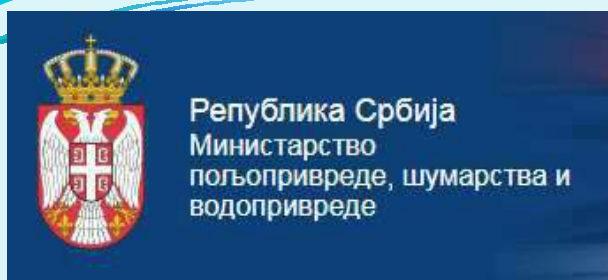 Република Србија
Министарство
пољопривреде, шумарства и
водопривреде